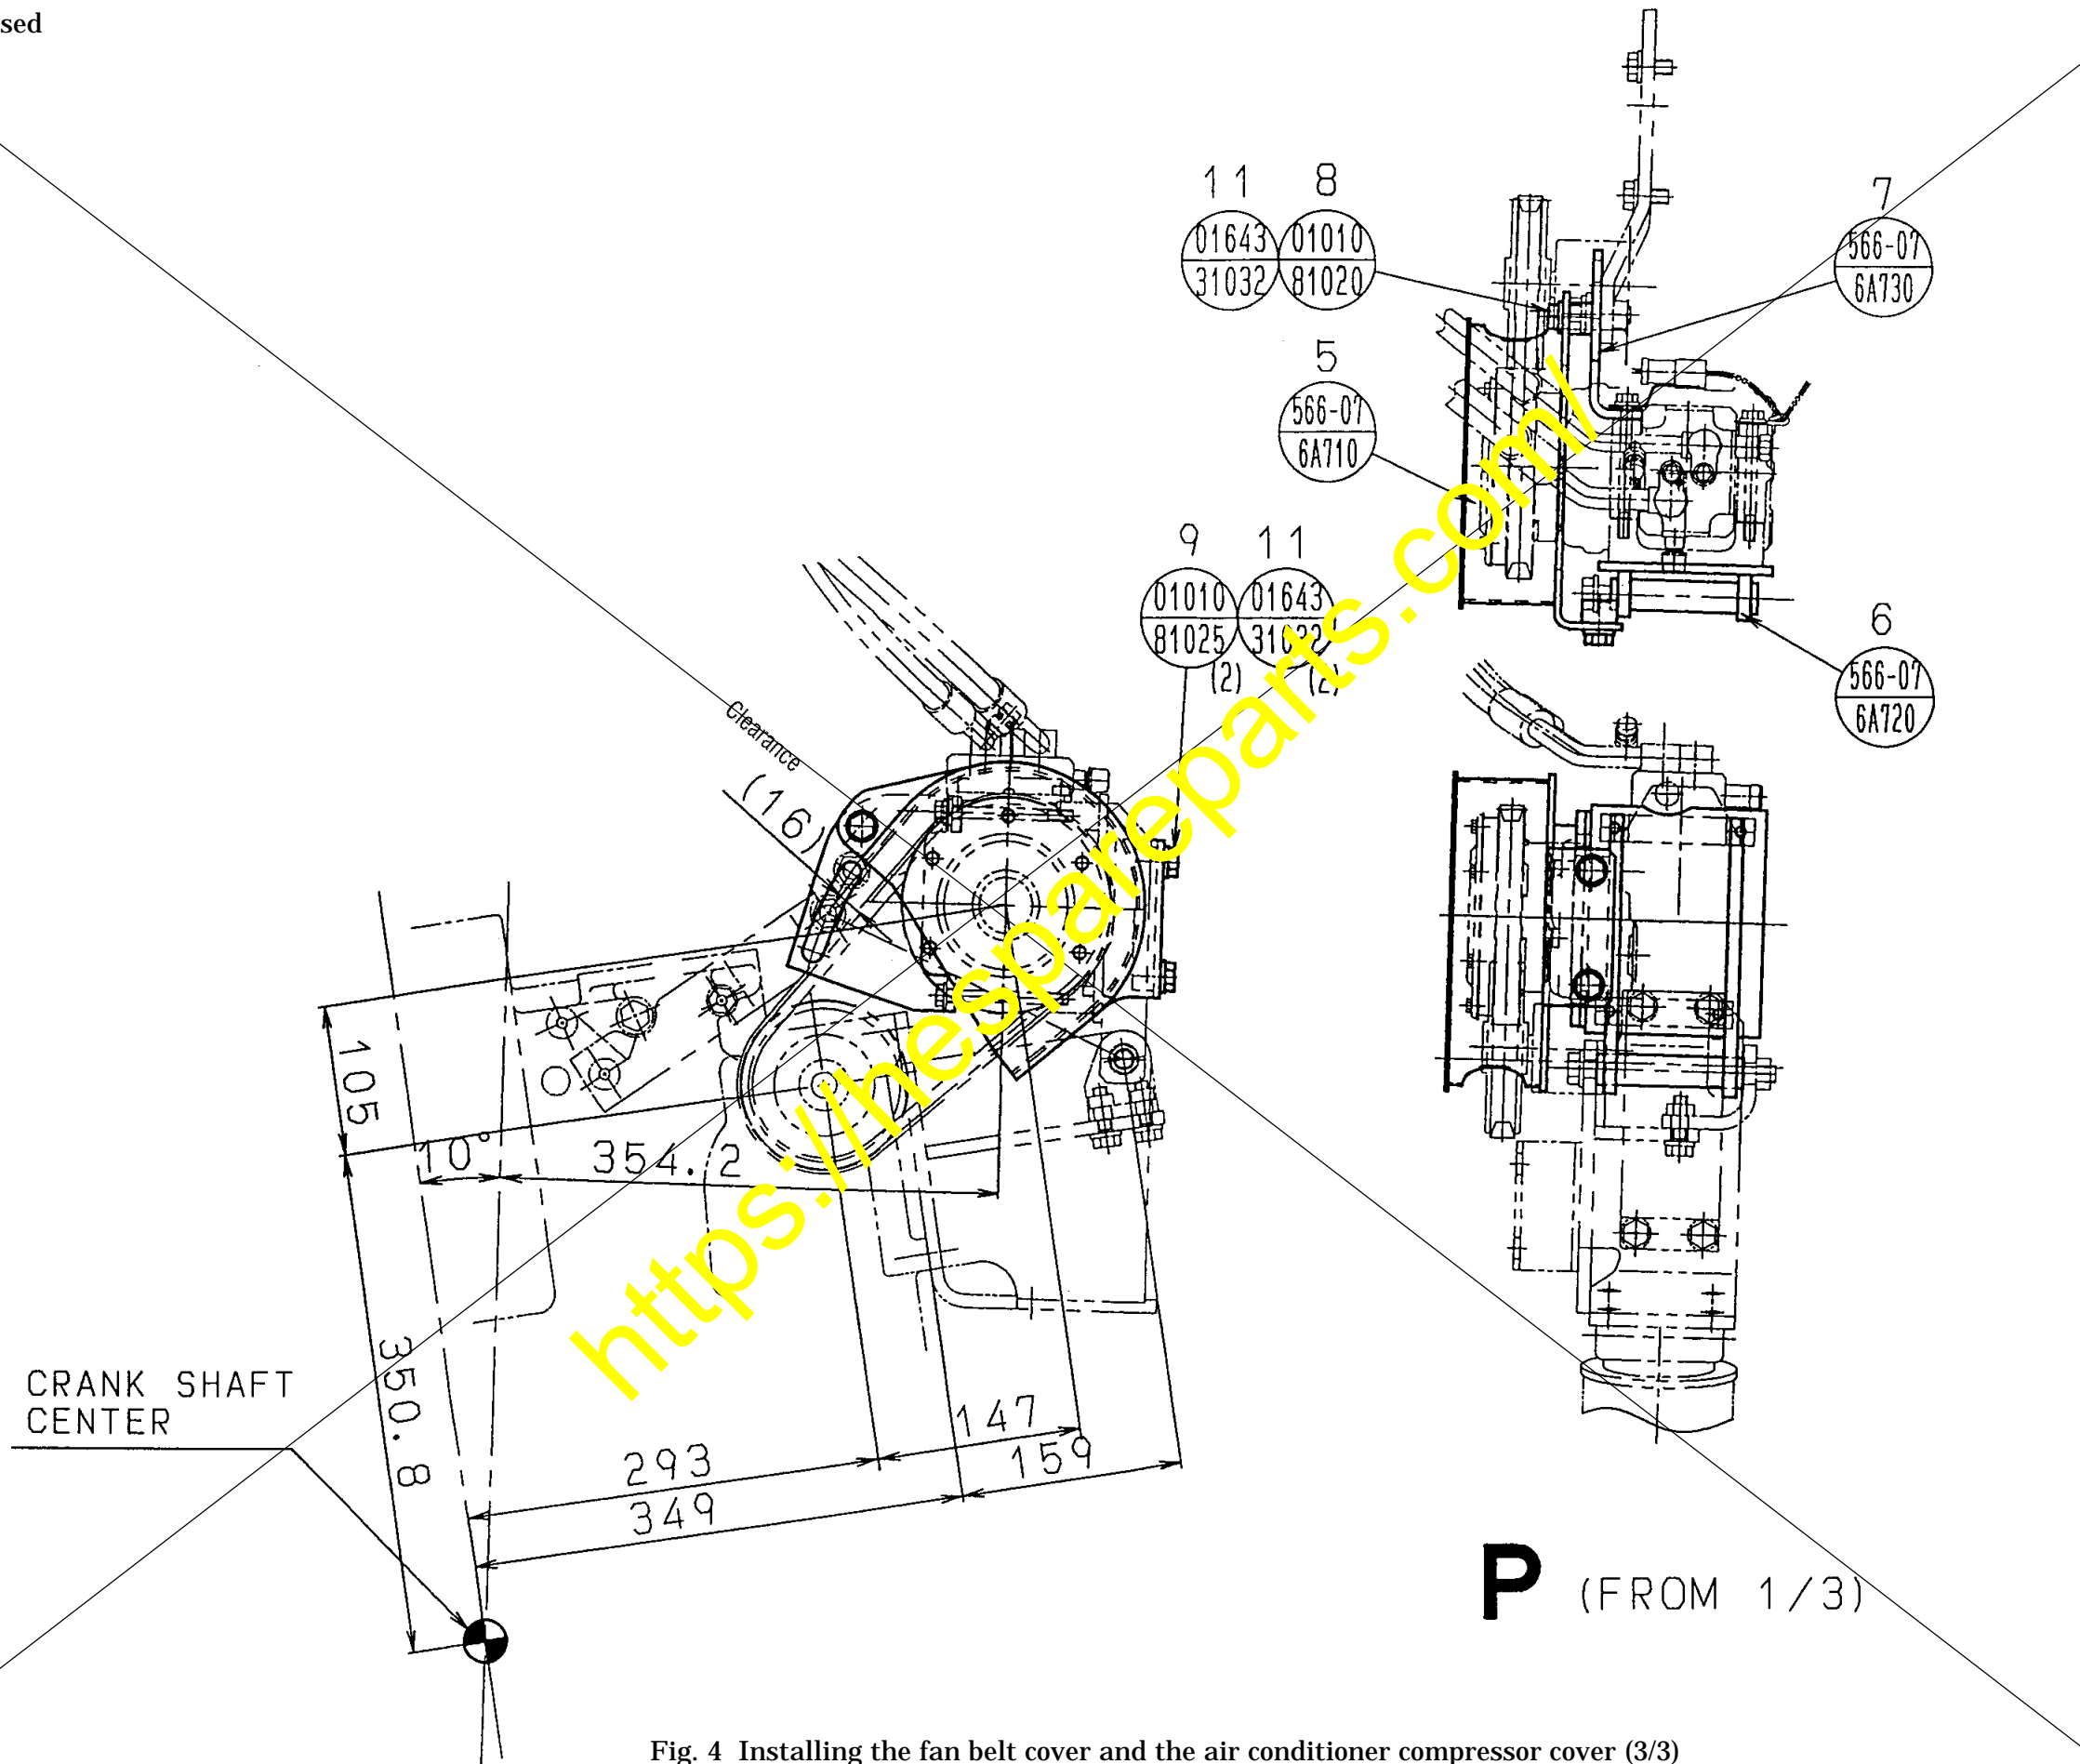 sed
11 8
01643 01010
31032 81020
7
566-07
6A730
5
566-07
6A710
9 11
01010 01643
81025 31032
(2) (2)
6
566-07
6A720
Clearance
(16)
105
10°
354.2
350.8
CRANK SHAFT
CENTER
147
293
159
349
P (FROM 1/3)
https://hespareparts.com/
Fig. 4 Installing the fan belt cover and the air conditioner compressor cover (3/3)